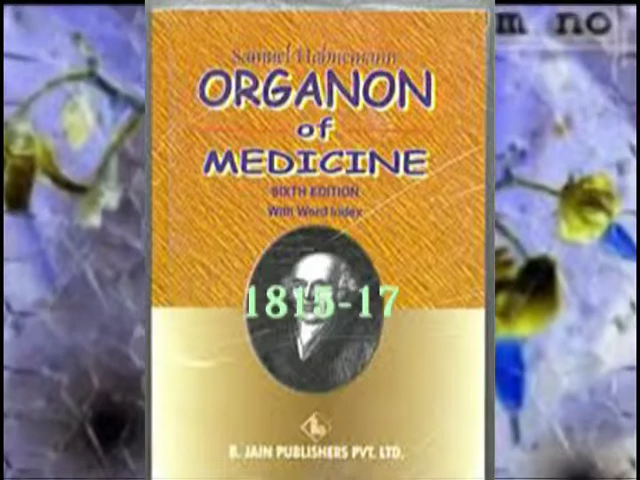 m no
Samuel Hahnemann
ORGANON
of
MEDICINE
SIXTH EDITION
With Word Index
1815-17
B. JAIN PUBLISHERS PVT. LTD.